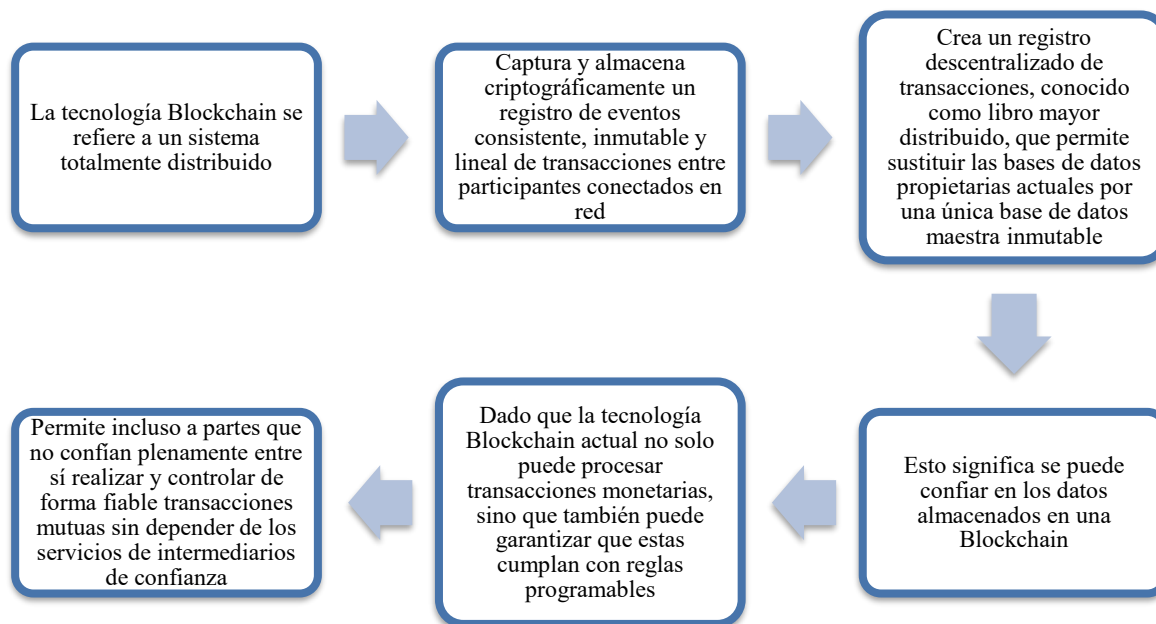 La tecnología Blockchain se
refiere a un sistema
totalmente distribuido
Captura y almacena
criptográficamente un
registro de eventos
consistente, inmutable y
lineal de transacciones entre
participantes conectados en
red
Crea un registro
descentralizado de
transacciones, conocido
como libro mayor
distribuido, que permite
sustituir las bases de datos
propietarias actuales por
una única base de datos
maestra inmutable
Esto significa se puede
confiar en los datos
almacenados en una
Blockchain
Dado que la tecnología
Blockchain actual no solo
puede procesar
transacciones monetarias,
sino que también puede
garantizar que estas
cumplan con reglas
programables
Permite incluso a partes que
no confían plenamente entre
sí realizar y controlar de
forma fiable transacciones
mutuas sin depender de los
servicios de intermediarios
de confianza